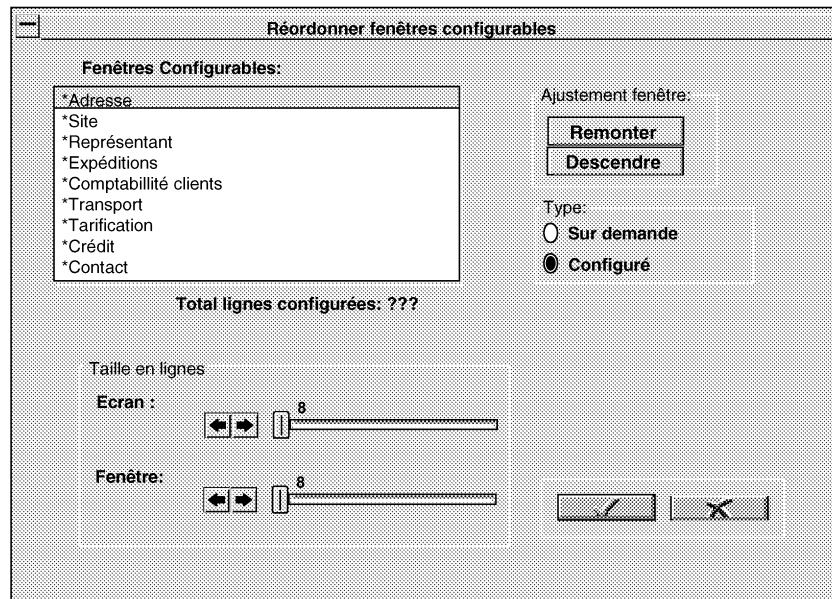 Réordonner fenêtres configurables
Fenêtres Configurables:
*Adresse
*Site
*Représentant
*Expéditions
*Comptabillité clients
*Transport
*Tarification
*Crédit
*Contact
Total lignes configurées: ???
Ajustement fenêtre:
Remonter
Descendre
Type:
Sur demande
Configuré
Taille en lignes
Ecran :
8
Fenêtre:
8